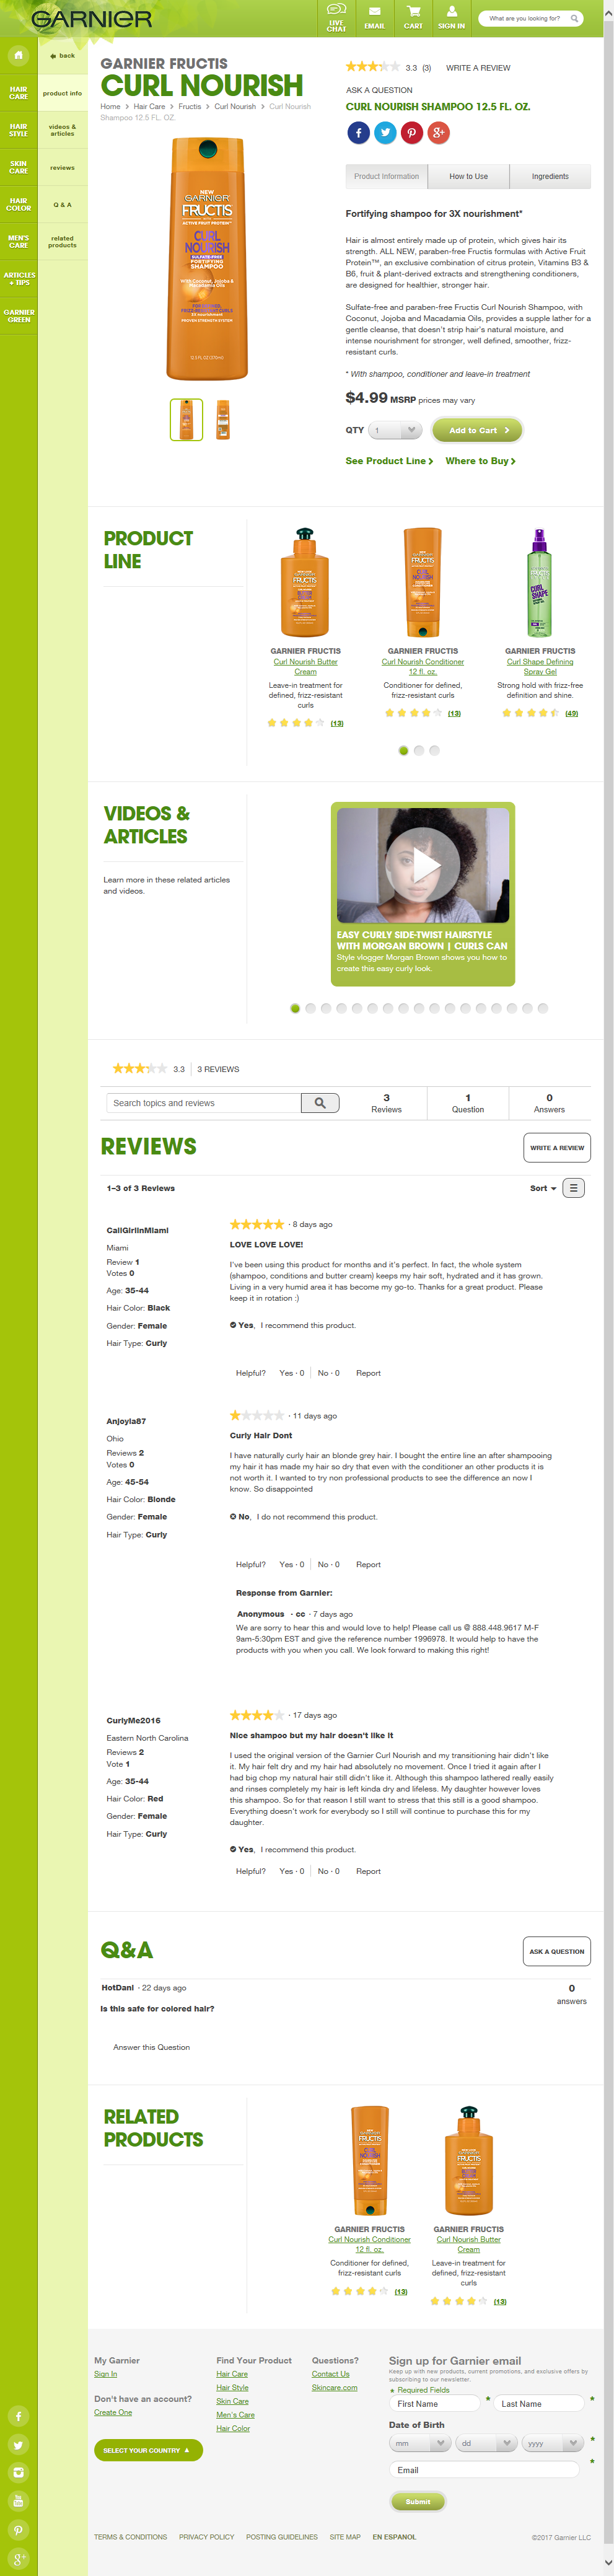 GARNIER
LIVE CHAT
EMAIL
CART
SIGN IN
What are you looking for?
HAIR CARE
HAIR STYLE
SKIN CARE
HAIR COLOR
MEN'S CARE
ARTICLES + TIPS
GARNIER GREEN
back
product info
videos & articles
reviews
Q & A
related products
GARNIER FRUCTIS
CURL NOURISH
Home > Hair Care > Fructis > Curl Nourish > Curl Nourish
Shampoo 12.5 FL. OZ.
NEW
GARNIER
FRUCTIS
ACTIVE FRUIT PROTEIN™
CURL
NOURISH
SULFATE-FREE
FORTIFYING
SHAMPOO
With Coconut, Jojoba &
Macadamia Oils
3.3 (3) WRITE A REVIEW
ASK A QUESTION
CURL NOURISH SHAMPOO 12.5 FL. OZ.
Product Information
How to Use
Ingredients
Fortifying shampoo for 3X nourishment*
Hair is almost entirely made up of protein, which gives hair its
strength. ALL NEW, paraben-free Fructis formulas with Active Fruit
Protein™, an exclusive combination of citrus protein, Vitamins B3 &
B6, fruit & plant-derived extracts and strengthening conditioners,
are designed for healthier, stronger hair.
Sulfate-free and paraben-free Fructis Curl Nourish Shampoo, with
Coconut, Jojoba and Macadamia Oils, provides a supple lather for a
gentle cleanse, that doesn't strip hair's natural moisture, and
intense nourishment for stronger, well defined, smoother, frizz-
resistant curls.
* With shampoo, conditioner and leave-in treatment
$4.99 MSRP prices may vary
QTY 1 Add to Cart >
See Product Line > Where to Buy >
PRODUCT
LINE
GARNIER FRUCTIS
Curl Nourish Butter
Cream
Leave-in treatment for
defined, frizz-resistant
curls
(13)
GARNIER FRUCTIS
Curl Nourish Conditioner
12 fl. oz.
Conditioner for defined,
frizz-resistant curls
(13)
CURL
SHAPE
GARNIER FRUCTIS
Curl Shape Defining
Spray Gel
Strong hold with frizz-free
definition and shine.
(49)
VIDEOS &
ARTICLES
Learn more in these related articles
and videos.
EASY CURLY SIDE-TWIST HAIRSTYLE
WITH MORGAN BROWN | CURLS CAN
Style vlogger Morgan Brown shows you how to
create this easy curly look.
3.3 3 REVIEWS
Search topics and reviews
3
Reviews
1
Question
0
Answers
REVIEWS
WRITE A REVIEW
1–3 of 3 Reviews
Sort
CaliGirlinMiami
Miami
Review 1
Votes 0
Age: 35-44
Hair Color: Black
Gender: Female
Hair Type: Curly
· 8 days ago
LOVE LOVE LOVE!
I've been using this product for months and it's perfect. In fact, the whole system
(shampoo, conditions and butter cream) keeps my hair soft, hydrated and it has grown.
Living in a very humid area it has become my go-to. Thanks for a great product. Please
keep it in rotation :)
Yes, I recommend this product.
Helpful? Yes · 0 No · 0 Report
Anjoyla87
Ohio
Reviews 2
Votes 0
Age: 45-54
Hair Color: Blonde
Gender: Female
Hair Type: Curly
· 11 days ago
Curly Hair Dont
I have naturally curly hair an blonde grey hair. I bought the entire line an after shampooing
my hair it has made my hair so dry that even with the conditioner an other products it is
not worth it. I wanted to try non professional products to see the difference an now I
know. So disappointed
No, I do not recommend this product.
Helpful? Yes · 0 No · 0 Report
Response from Garnier:
Anonymous · cc · 7 days ago
We are sorry to hear this and would love to help! Please call us @ 888.448.9617 M-F
9am-5:30pm EST and give the reference number 1996978. It would help to have the
products with you when you call. We look forward to making this right!
CurlyMe2016
Eastern North Carolina
Reviews 2
Vote 1
Age: 35-44
Hair Color: Red
Gender: Female
Hair Type: Curly
· 17 days ago
Nice shampoo but my hair doesn't like it
I used the original version of the Garnier Curl Nourish and my transitioning hair didn't like
it. My hair felt dry and my hair had absolutely no movement. Once I tried it again after I
had big chop my natural hair still didn't like it. Although this shampoo lathered really easily
and rinses completely my hair is left kinda dry and lifeless. My daughter however loves
this shampoo. So for that reason I still want to stress that this still is a good shampoo.
Everything doesn't work for everybody so I still will continue to purchase this for my
daughter.
Yes, I recommend this product.
Helpful? Yes · 0 No · 0 Report
Q&A
ASK A QUESTION
HotDani · 22 days ago
Is this safe for colored hair?
0
answers
Answer this Question
RELATED
PRODUCTS
GARNIER FRUCTIS
Curl Nourish Conditioner
12 fl. oz.
Conditioner for defined,
frizz-resistant curls
(13)
GARNIER FRUCTIS
Curl Nourish Butter
Cream
Leave-in treatment for
defined, frizz-resistant
curls
(13)
My Garnier
Sign In
Don't have an account?
Create One
SELECT YOUR COUNTRY
Find Your Product
Hair Care
Hair Style
Skin Care
Men's Care
Hair Color
Questions?
Contact Us
Skincare.com
Sign up for Garnier email
Keep up with new products, current promotions, and exclusive offers by
subscribing to our newsletter.
* Required Fields
First Name * Last Name *
Date of Birth
mm dd yyyy *
Email *
Submit
TERMS & CONDITIONS PRIVACY POLICY POSTING GUIDELINES SITE MAP EN ESPANOL
©2017 Garnier LLC